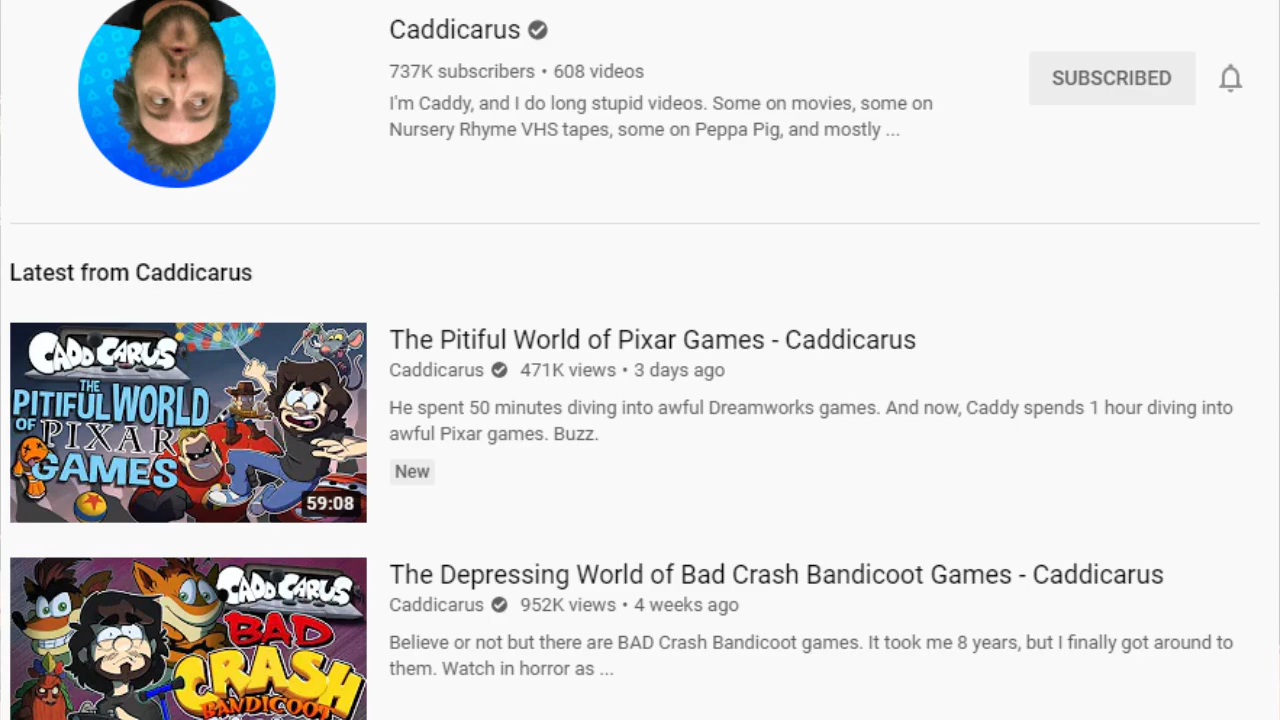 Caddicarus
737K subscribers • 608 videos
I'm Caddy, and I do long stupid videos. Some on movies, some on
Nursery Rhyme VHS tapes, some on Peppa Pig, and mostly ...
SUBSCRIBED
Latest from Caddicarus
CADDICARUS
THE
PITIFUL WORLD
OF PIXAR
GAMES
59:08
The Pitiful World of Pixar Games - Caddicarus
Caddicarus 471K views • 3 days ago
He spent 50 minutes diving into awful Dreamworks games. And now, Caddy spends 1 hour diving into
awful Pixar games. Buzz.
New
CADDICARUS
BAD
CRASH
BANDICOOT
The Depressing World of Bad Crash Bandicoot Games - Caddicarus
Caddicarus 952K views • 4 weeks ago
Believe or not but there are BAD Crash Bandicoot games. It took me 8 years, but I finally got around to
them. Watch in horror as ...